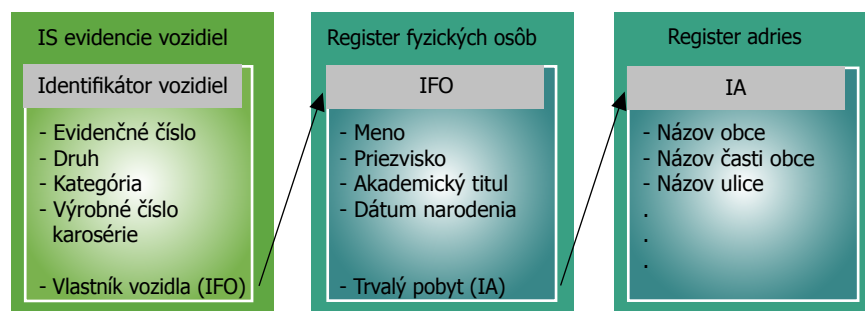 IS evidencie vozidiel
Identifikátor vozidiel
- Evidenčné číslo
- Druh
- Kategória
- Výrobné číslo
karosérie
- Vlastník vozidla (IFO)
Register fyzických osôb
IFO
- Meno
- Priezvisko
- Akademický titul
- Dátum narodenia
- Trvalý pobyt (IA)
Register adries
IA
- Názov obce
- Názov časti obce
- Názov ulice
.
.
.